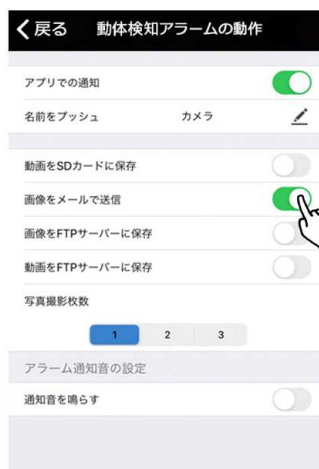 戻る 動体検知アラームの動作
アプリでの通知
名前をプッシュ カメラ
動画をSDカードに保存
画像をメールで送信
画像をFTPサーバーに保存
動画をFTPサーバーに保存
写真撮影枚数
1 2 3
アラーム通知音の設定
通知音を鳴らす